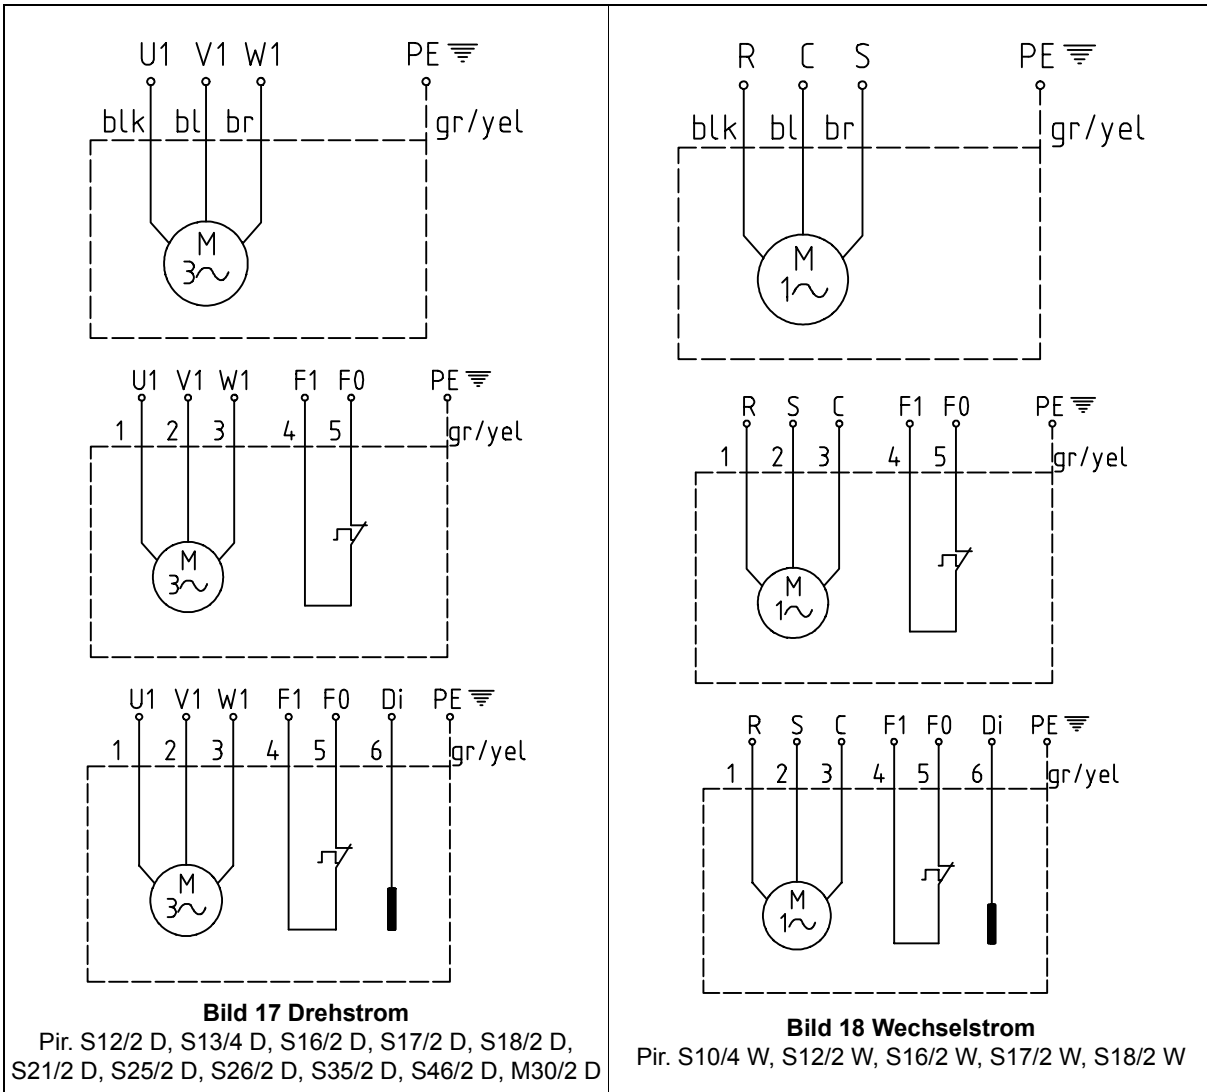 U1 V1 W1 PE
blk bl br gr/yel
M
3
U1 V1 W1 F1 F0 PE
1 2 3 4 5 gr/yel
M
3
U1 V1 W1 F1 F0 Di PE
1 2 3 4 5 6 gr/yel
M
3
Bild 17 Drehstrom
Pir. S12/2 D, S13/4 D, S16/2 D, S17/2 D, S18/2 D,
S21/2 D, S25/2 D, S26/2 D, S35/2 D, S46/2 D, M30/2 D
R C S PE
blk bl br gr/yel
M
1
R S C F1 F0 PE
1 2 3 4 5 gr/yel
M
1
R S C F1 F0 Di PE
1 2 3 4 5 6 gr/yel
M
1
Bild 18 Wechselstrom
Pir. S10/4 W, S12/2 W, S16/2 W, S17/2 W, S18/2 W